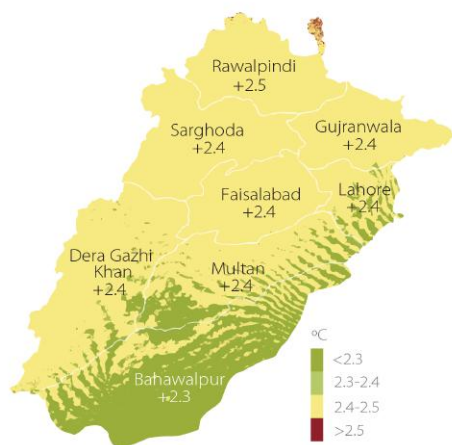 Rawalpindi
+2.5
Sarghoda
+2.4
Gujranwala
+2.4
Faisalabad
+2.4
Lahore
+2.4
Dera Gazhi
Khan
+2.4
Multan
+2.4
Bahawalpur
+2.3
°C
<2.3
2.3-2.4
2.4-2.5
>2.5